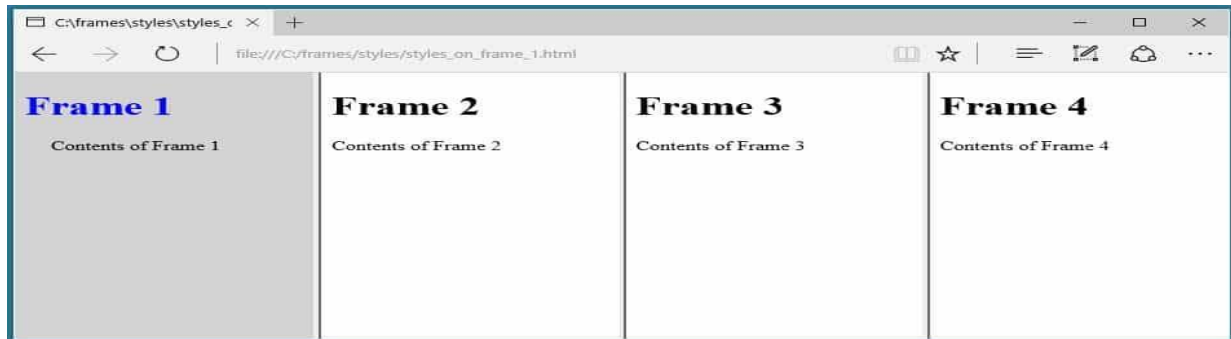 C:\frames\styles\styles_c
file:///C:/frames/styles/styles_on_frame_1.html
Frame 1
Contents of Frame 1
Frame 2
Contents of Frame 2
Frame 3
Contents of Frame 3
Frame 4
Contents of Frame 4